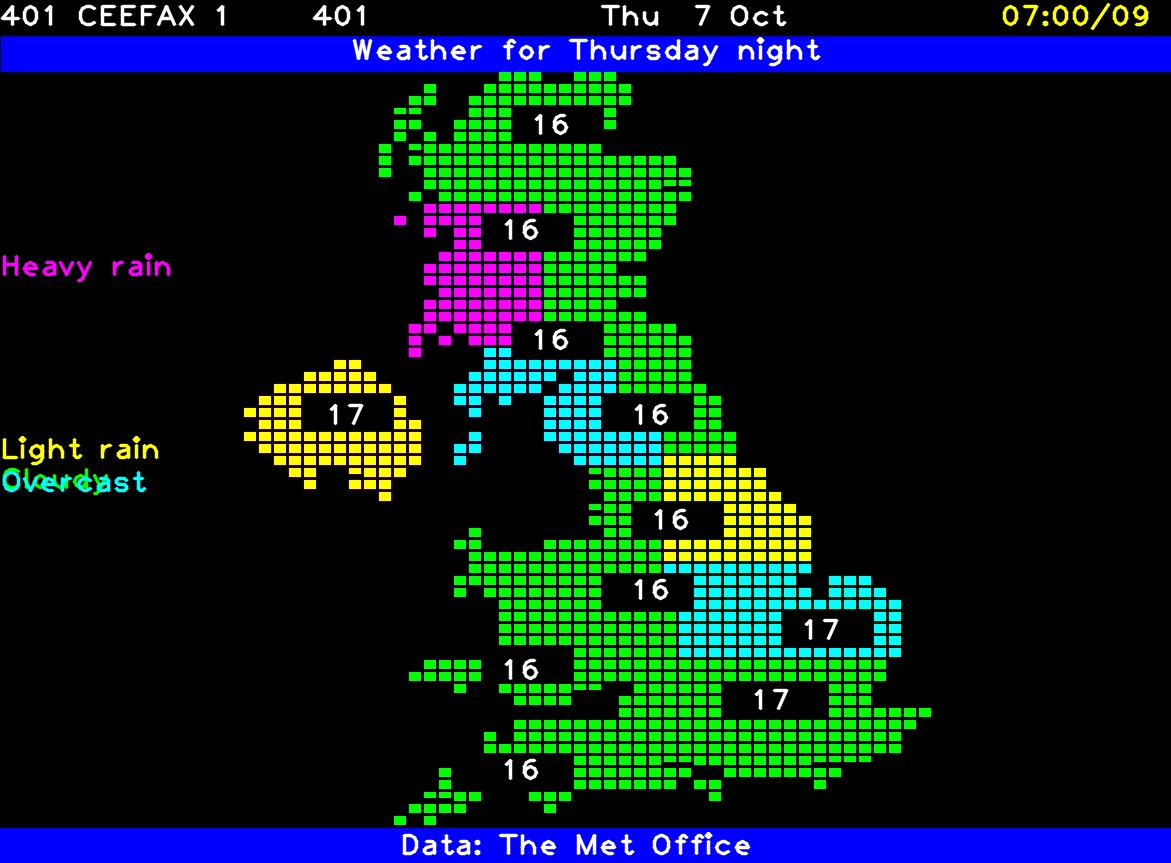 401 CEEFAX 1 401 Thu 7 Oct 07:00/09
Weather for Thursday night
16
16
Heavy rain
16
17 16
Light rain
Cloudy
Overcast
16
16
17
16
17
16
Data: The Met Office